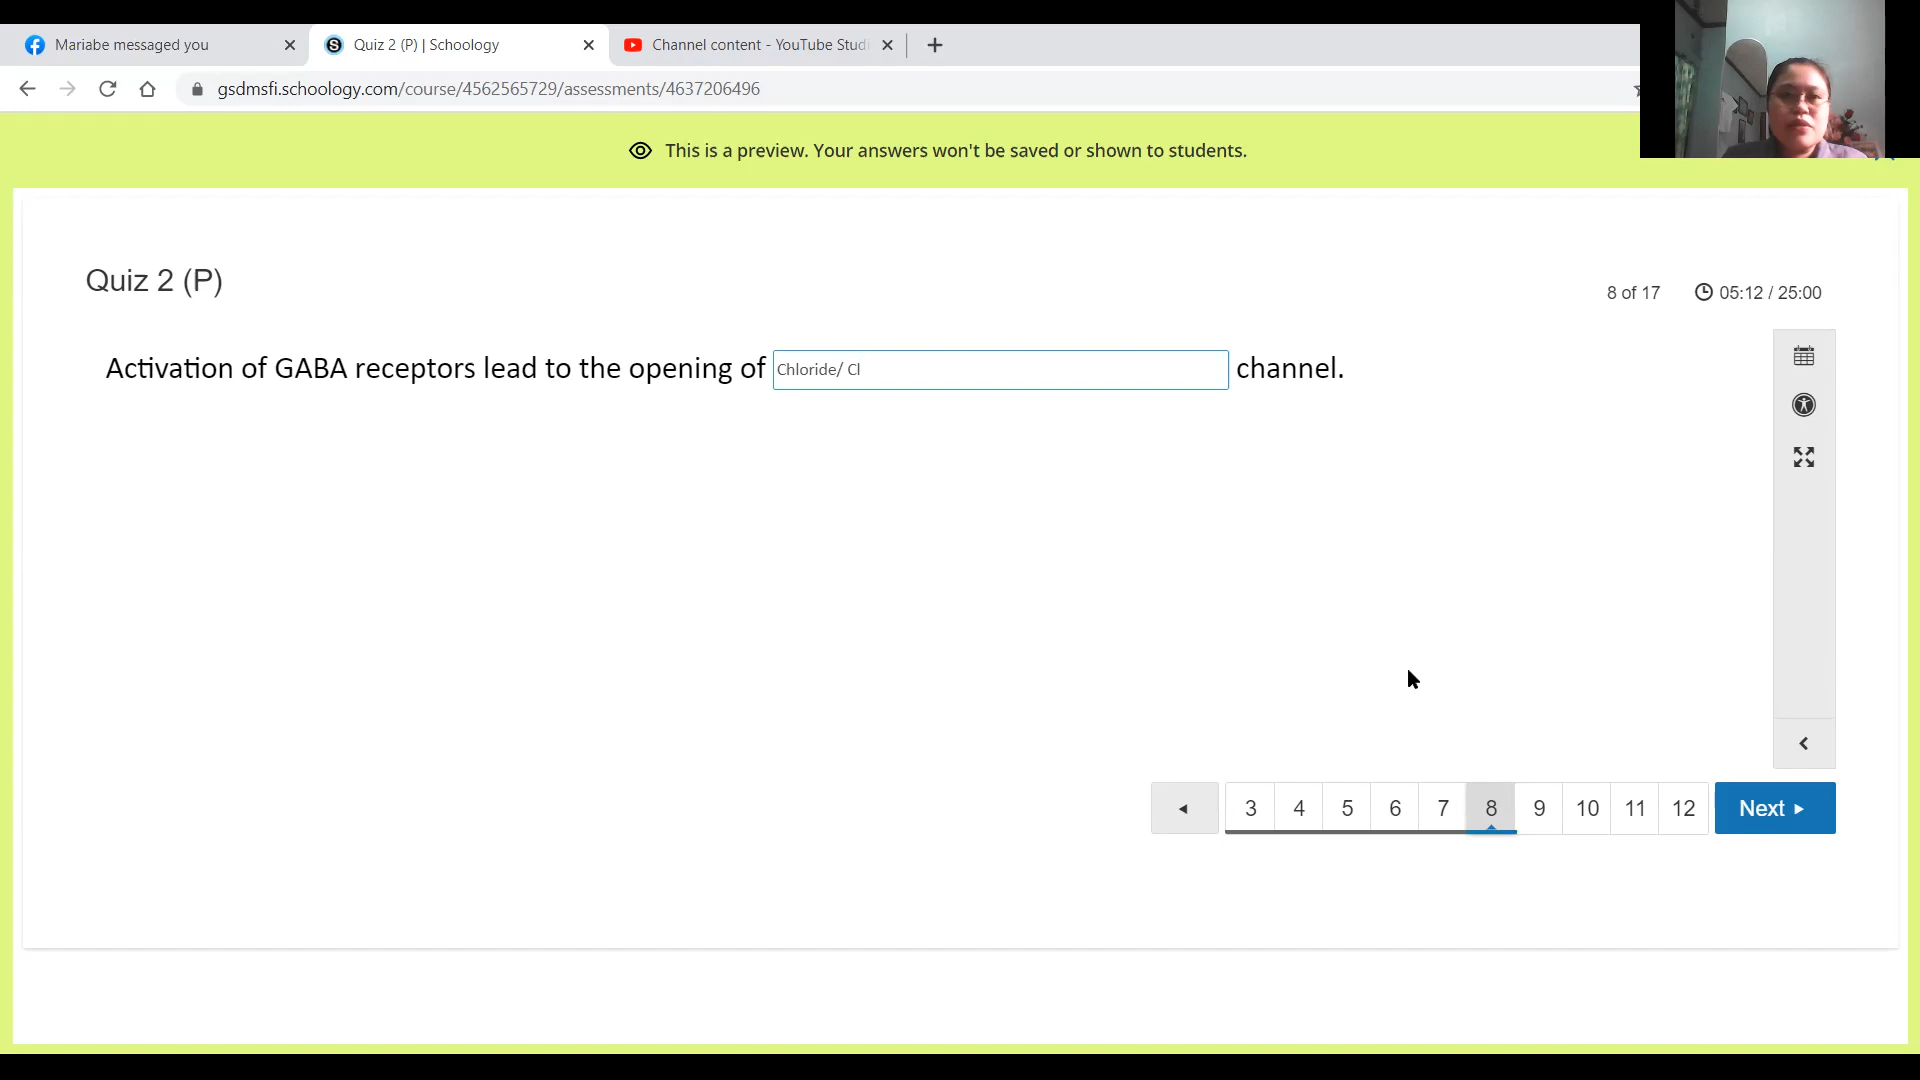 Mariabe messaged you
Quiz 2 (P) | Schoology
Channel content - YouTube Studi
gsdmsfi.schoology.com/course/4562565729/assessments/4637206496
This is a preview. Your answers won't be saved or shown to students.
Quiz 2 (P)
8 of 17
05:12 / 25:00
Activation of GABA receptors lead to the opening of Chloride/ Cl channel.
3 4 5 6 7 8 9 10 11 12 Next